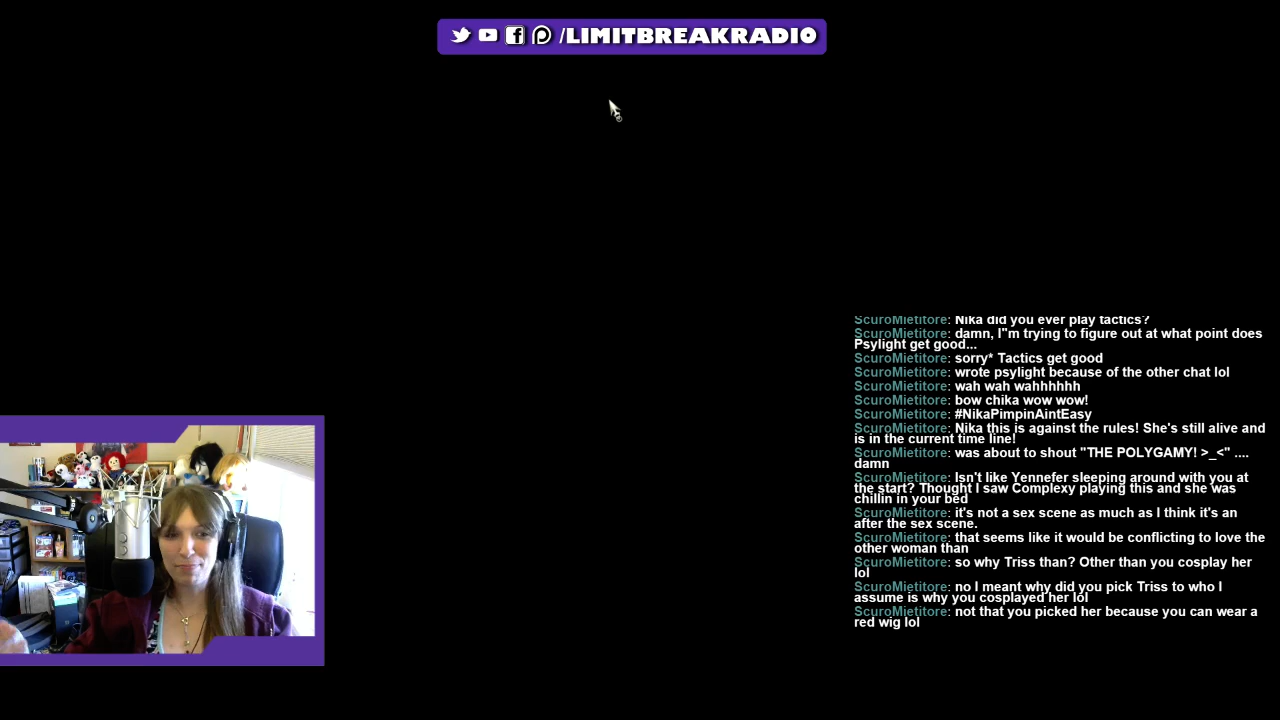 /LIMITBREAKRADIO
ScuroMietitore: Nika did you ever play tactics?
ScuroMietitore: damn, I"m trying to figure out at what point does
Psylight get good...
ScuroMietitore: sorry* Tactics get good
ScuroMietitore: wrote psylight because of the other chat lol
ScuroMietitore: wah wah wahhhhhh
ScuroMietitore: bow chika wow wow!
ScuroMietitore: #NikaPimpinAintEasy
ScuroMietitore: Nika this is against the rules! She's still alive and
is in the current time line!
ScuroMietitore: was about to shout "THE POLYGAMY! >_<" ....
damn
ScuroMietitore: Isn't like Yennefer sleeping around with you at
the start? Thought I saw Complexy playing this and she was
chillin in your bed
ScuroMietitore: it's not a sex scene as much as I think it's an
after the sex scene.
ScuroMietitore: that seems like it would be conflicting to love the
other woman than
ScuroMietitore: so why Triss than? Other than you cosplay her
lol
ScuroMietitore: no I meant why did you pick Triss to who I
assume is why you cosplayed her lol
ScuroMietitore: not that you picked her because you can wear a
red wig lol